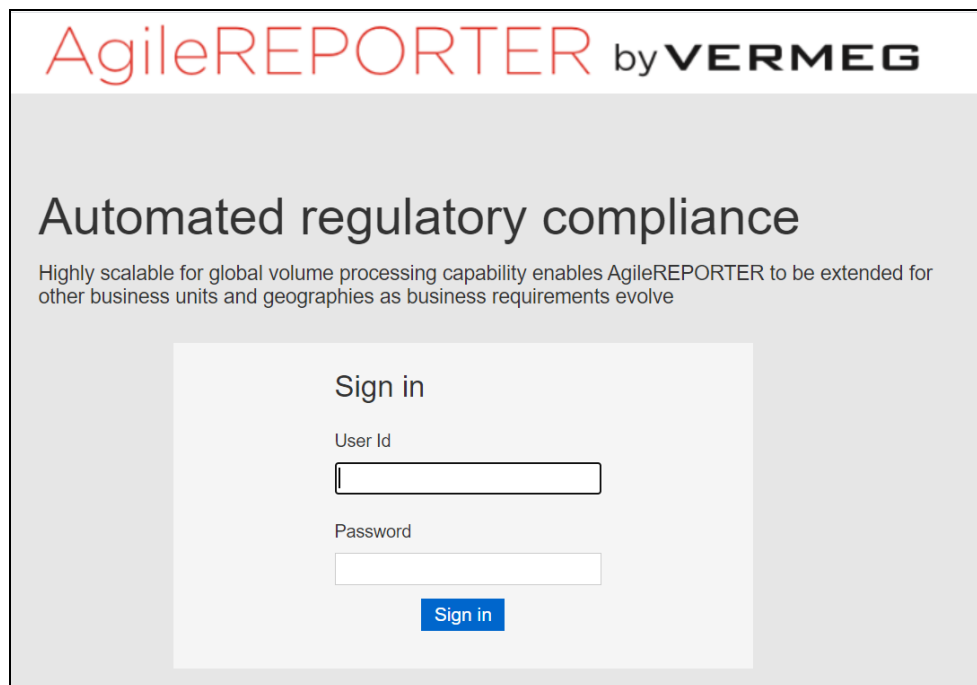 AgileREPORTER by VERMEG
Automated regulatory compliance
Highly scalable for global volume processing capability enables AgileREPORTER to be extended for
other business units and geographies as business requirements evolve
Sign in
User Id
Password
Sign in